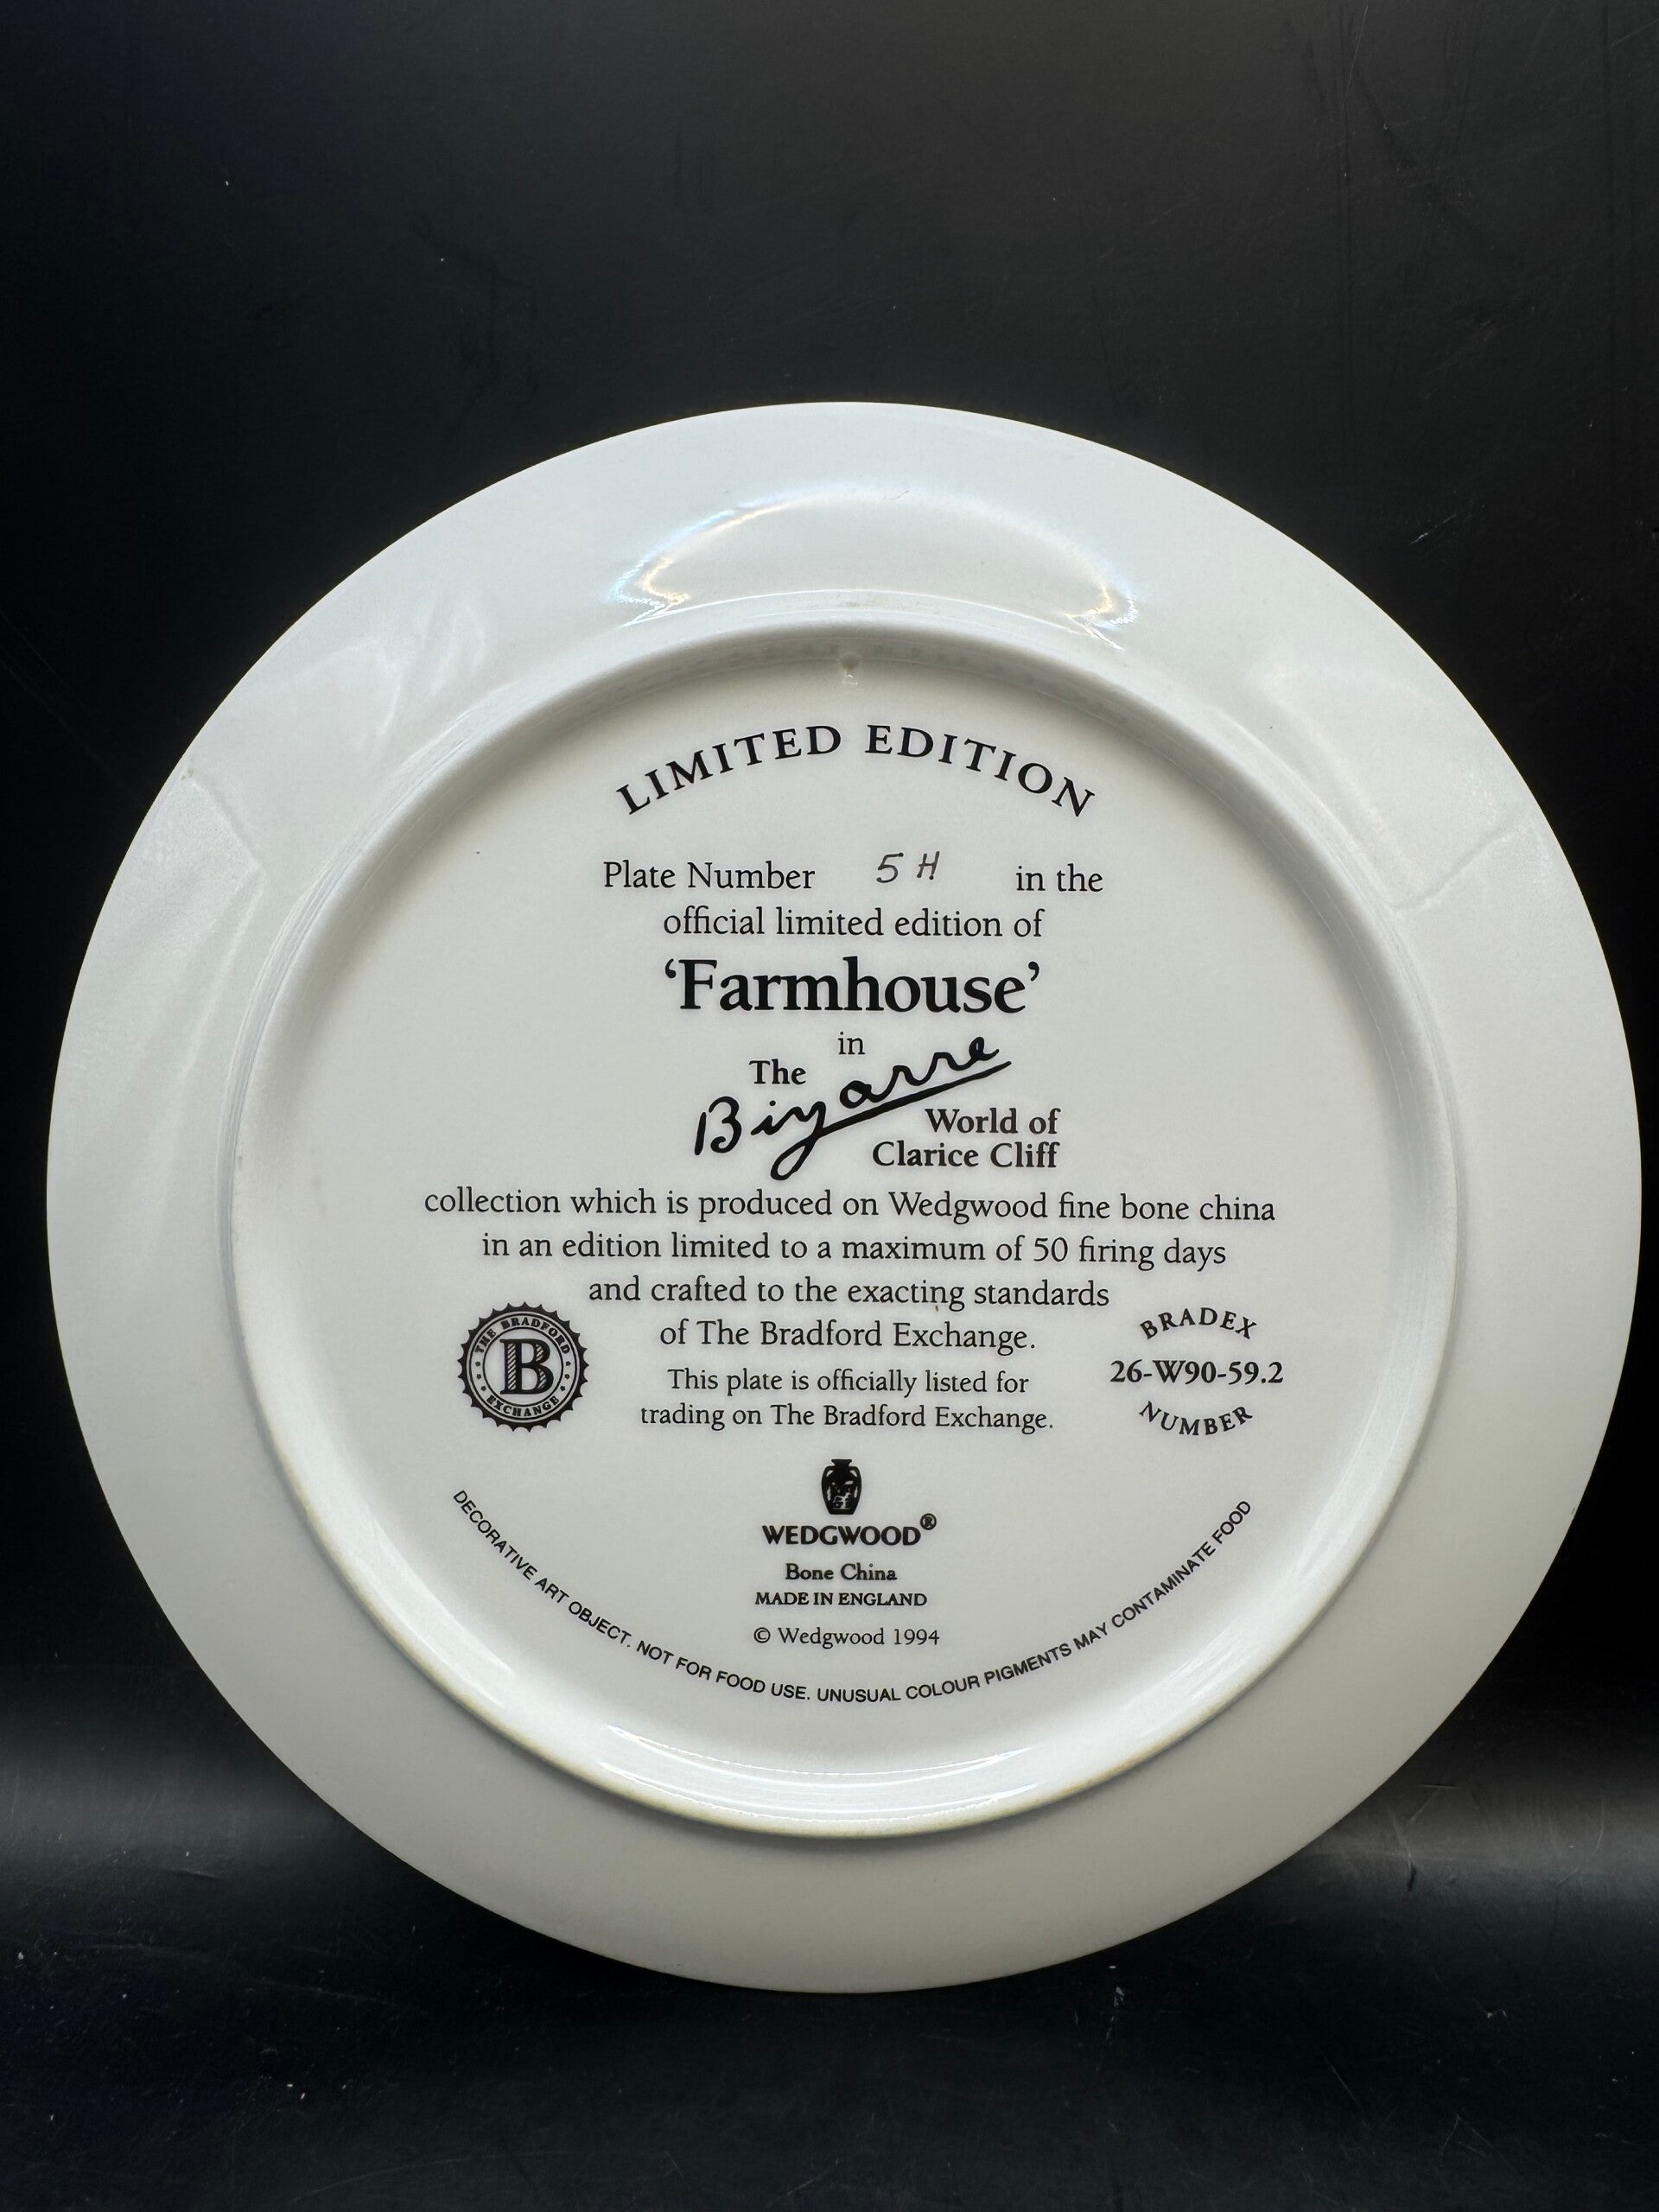 LIMITED EDITION
Plate Number 5 H in the
official limited edition of
‘Farmhouse’
in
The
Bizarre
World of
Clarice Cliff
collection which is produced on Wedgwood fine bone china
in an edition limited to a maximum of 50 firing days
and crafted to the exacting standards
of The Bradford Exchange.
This plate is officially listed for
trading on The Bradford Exchange.
THE BRADFORD
B
EXCHANGE
BRADEX
26-W90-59.2
NUMBER
WEDGWOOD®
Bone China
MADE IN ENGLAND
© Wedgwood 1994
DECORATIVE ART OBJECT. NOT FOR FOOD USE. UNUSUAL COLOUR PIGMENTS MAY CONTAMINATE FOOD